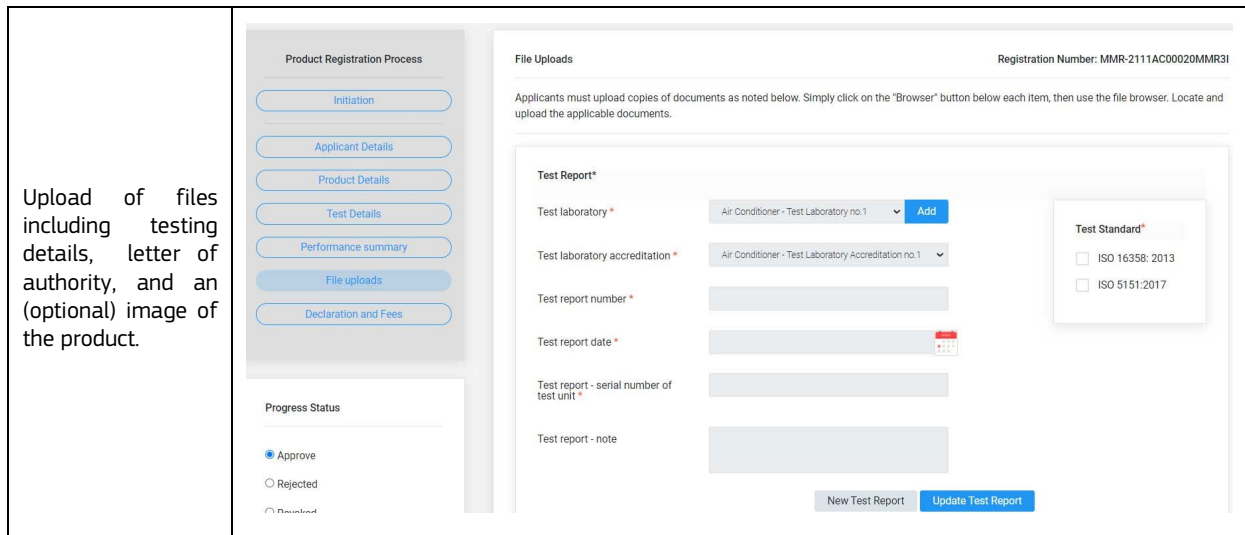 Upload of files
including testing
details, letter of
authority, and an
(optional) image of
the product.
Product Registration Process
Initiation
Applicant Details
Product Details
Test Details
Performance summary
File uploads
Declaration and Fees
Progress Status
Approve
Rejected
Revoked
File Uploads
Registration Number: MMR-2111AC00020MMR3I
Applicants must upload copies of documents as noted below. Simply click on the "Browser" button below each item, then use the file browser. Locate and
upload the applicable documents.
Test Report*
Test laboratory *
Air Conditioner - Test Laboratory no.1
Add
Test laboratory accreditation *
Air Conditioner - Test Laboratory Accreditation no.1
Test report number *
Test report date *
Test report - serial number of
test unit *
Test report - note
New Test Report
Update Test Report
Test Standard*
ISO 16358: 2013
ISO 5151:2017